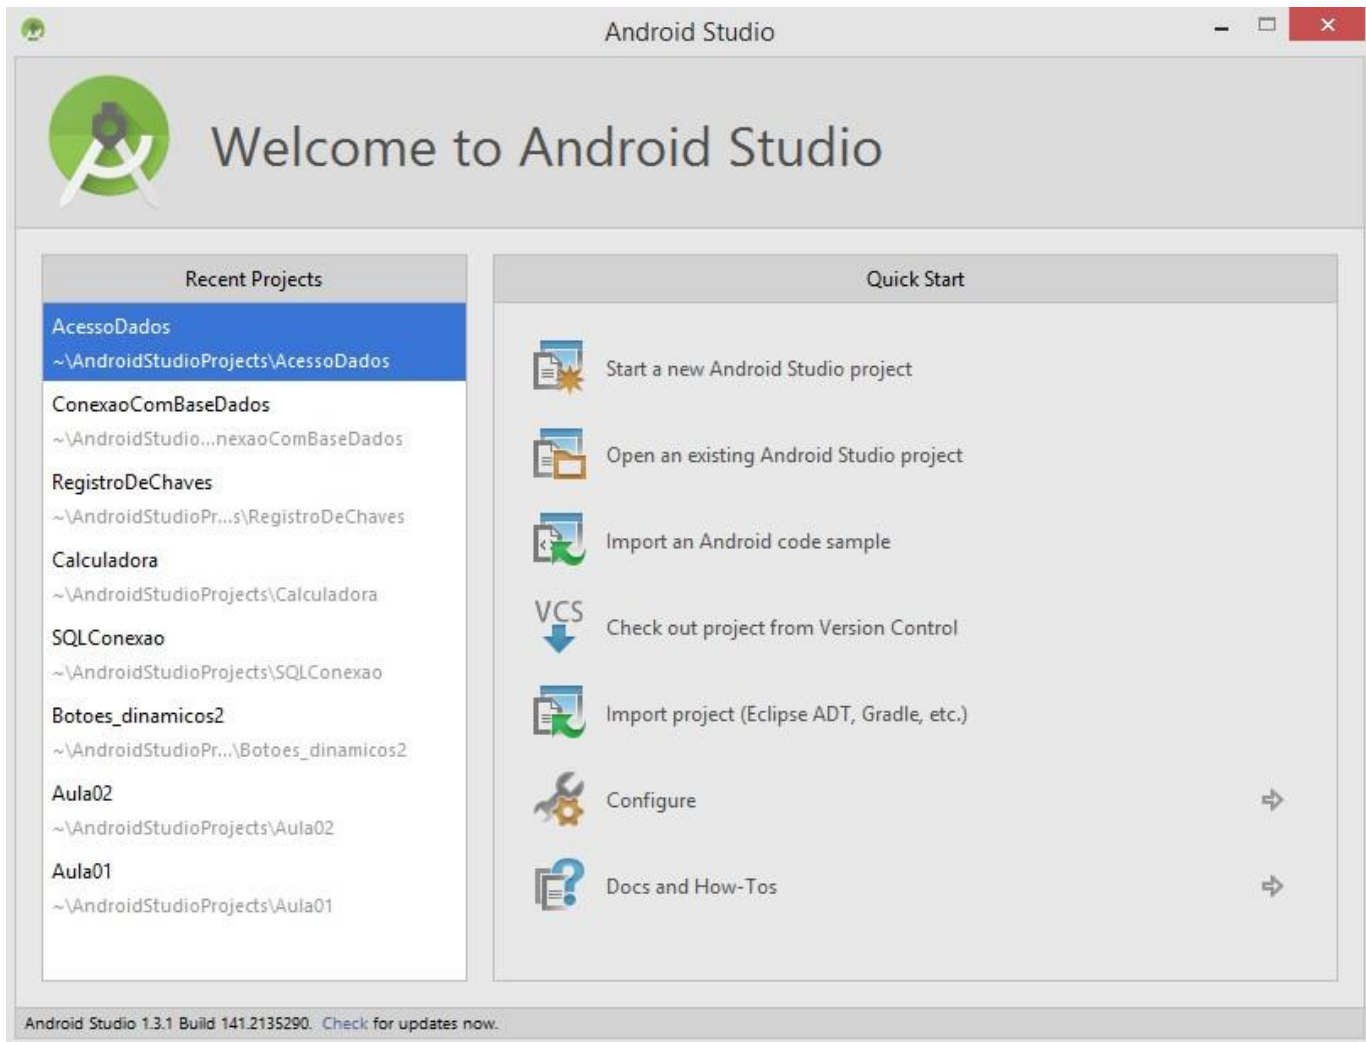 Android Studio
Welcome to Android Studio
Recent Projects
AcessoDados
~\AndroidStudioProjects\AcessoDados
ConexaoComBaseDados
~\AndroidStudio...nexaoComBaseDados
RegistroDeChaves
~\AndroidStudioPr...s\RegistroDeChaves
Calculadora
~\AndroidStudioProjects\Calculadora
SQLConexao
~\AndroidStudioProjects\SQLConexao
Botoes_dinamicos2
~\AndroidStudioPr...\Botoes_dinamicos2
Aula02
~\AndroidStudioProjects\Aula02
Aula01
~\AndroidStudioProjects\Aula01
Quick Start
Start a new Android Studio project
Open an existing Android Studio project
Import an Android code sample
VCS
Check out project from Version Control
Import project (Eclipse ADT, Gradle, etc.)
Configure
Docs and How-Tos
Android Studio 1.3.1 Build 141.2135290. Check for updates now.